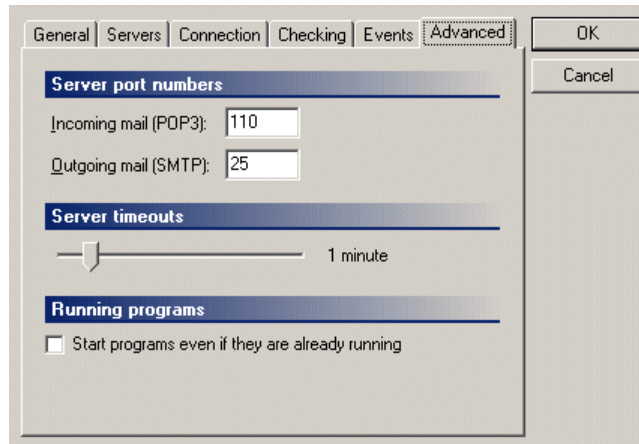 General Servers Connection Checking Events Advanced
OK
Cancel
Server port numbers
Incoming mail (POP3): 110
Outgoing mail (SMTP): 25
Server timeouts
1 minute
Running programs
Start programs even if they are already running